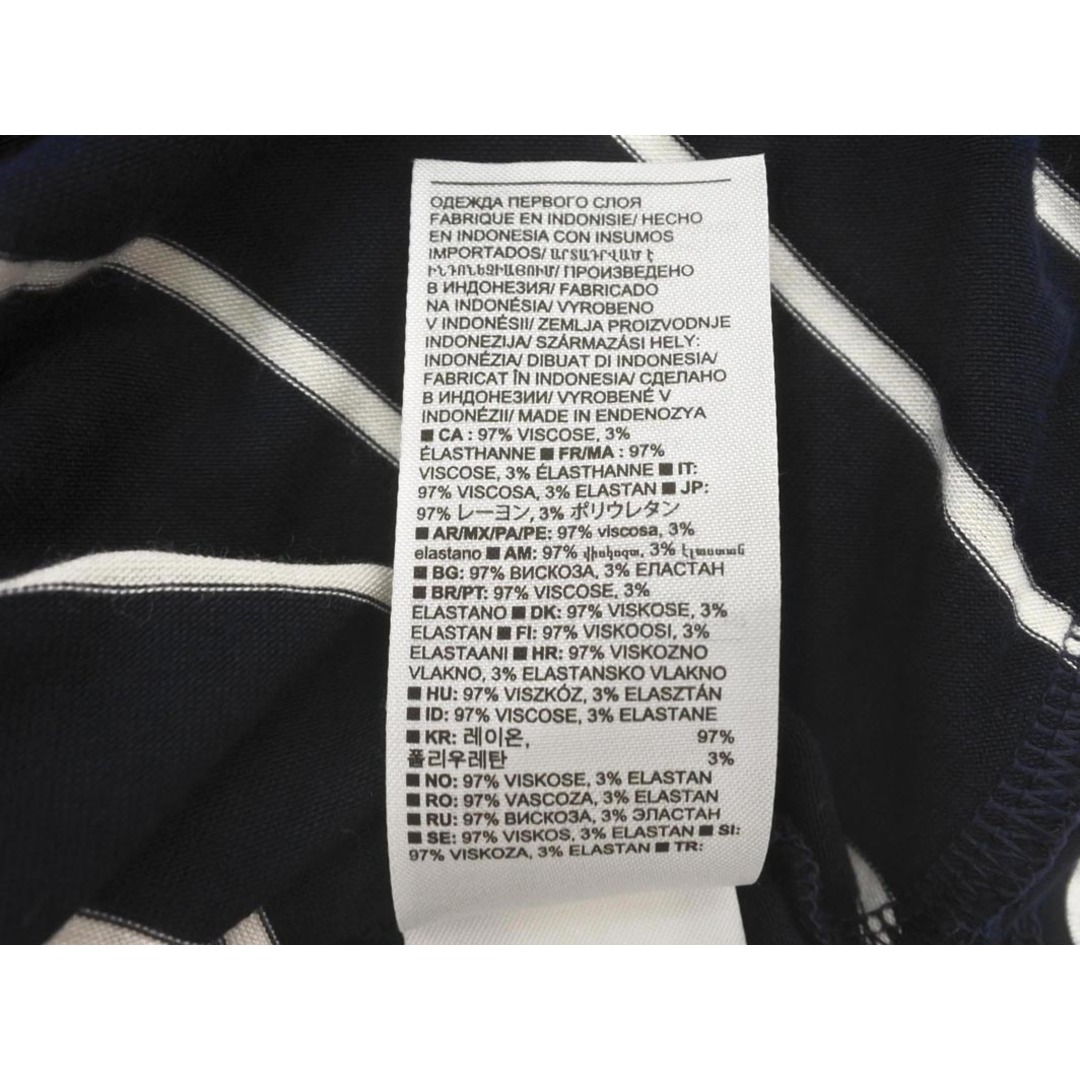 ОДЕЖДА ПЕРВОГО СЛОЯ
FABRIQUE EN INDONISIE/ HECHO
EN INDONESIA CON INSUMOS
IMPORTADOS/ ԱՐՏԱԴՐՎԱԾ Է
ԻՆԴՈՆԵԶԻԱՅՈՒՄ/ ПРОИЗВЕДЕНО
В ИНДОНЕЗИЯ/ FABRICADO
NA INDONÉSIA/ VYROBENO
V INDONÉSII/ ZEMLJA PROIZVODNJE
INDONEZIJA/ SZÁRMAZÁSI HELY:
INDONÉZIA/ DIBUAT DI INDONESIA/
FABRICAT ÎN INDONESIA/ СДЕЛАНО
В ИНДОНЕЗИИ/ VYROBENÉ V
INDONÉZII/ MADE IN ENDENOZYA
■ CA : 97% VISCOSE, 3%
ÉLASTHANNE ■ FR/MA : 97%
VISCOSE, 3% ÉLASTHANNE ■ IT:
97% VISCOSA, 3% ELASTAN ■ JP:
97% レーヨン, 3% ポリウレタン
■ AR/MX/PA/PE: 97% viscosa, 3%
elastano ■ AM: 97% վիսկոզա, 3% էլաստան
■ BG: 97% ВИСКОЗА, 3% ЕЛАСТАН
■ BR/PT: 97% VISCOSE, 3%
ELASTANO ■ DK: 97% VISKOSE, 3%
ELASTAN ■ FI: 97% VISKOOSI, 3%
ELASTAANI ■ HR: 97% VISKOZNO
VLAKNO, 3% ELASTANSKO VLAKNO
■ HU: 97% VISZKÓZ, 3% ELASZTÁN
■ ID: 97% VISCOSE, 3% ELASTANE
■ KR: 레이온, 97%
폴리우레탄 3%
■ NO: 97% VISKOSE, 3% ELASTAN
■ RO: 97% VASCOZA, 3% ELASTAN
■ RU: 97% ВИСКОЗА, 3% ЭЛАСТАН
■ SE: 97% VISKOS, 3% ELASTAN ■ SI:
97% VISKOZA, 3% ELASTAN ■ TR: